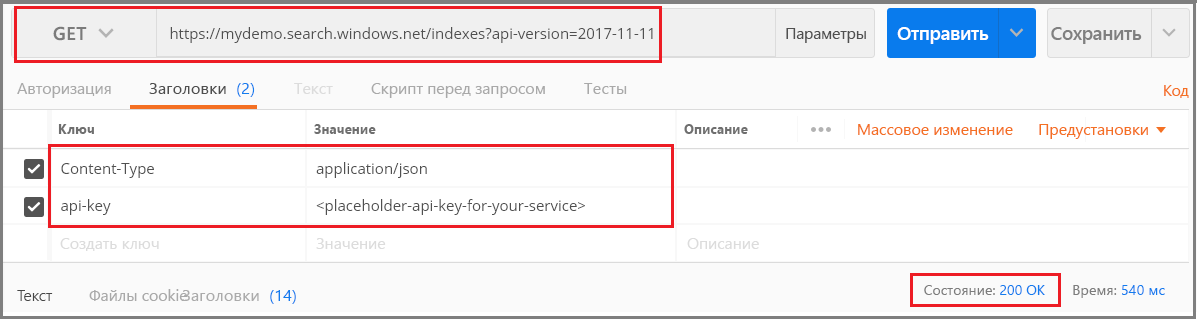 GET https://mydemo.search.windows.net/indexes?api-version=2017-11-11 Параметры Отправить Сохранить
Авторизация Заголовки (2) Текст Скрипт перед запросом Тесты Код
Ключ Значение Описание ••• Массовое изменение Предустановки
Content-Type application/json
api-key <placeholder-api-key-for-your-service>
Создать ключ Значение Описание
Текст Файлы cookie Заголовки (14) Состояние: 200 OK Время: 540 мс